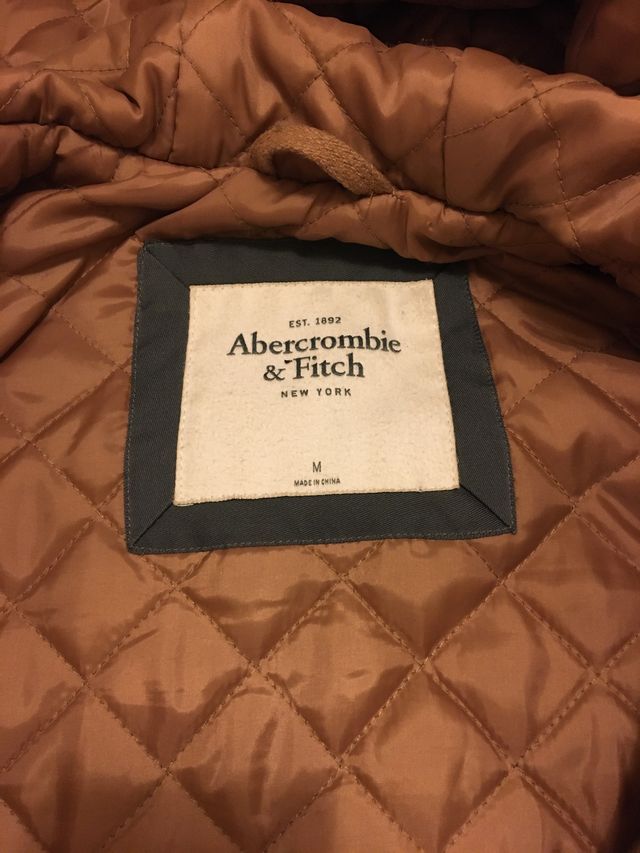 EST. 1892
Abercrombie
& Fitch
NEW YORK
M
MADE IN CHINA